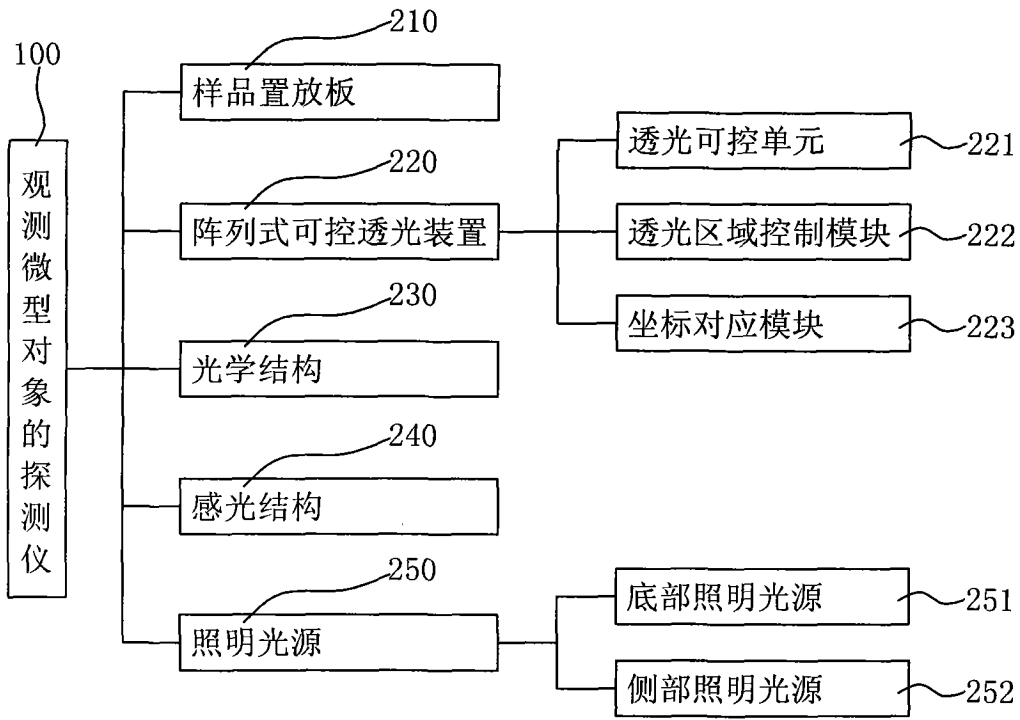 100
观测微型对象的探测仪
210
样品置放板
220
阵列式可控透光装置
透光可控单元
221
透光区域控制模块
222
坐标对应模块
223
230
光学结构
240
感光结构
250
照明光源
底部照明光源
251
侧部照明光源
252